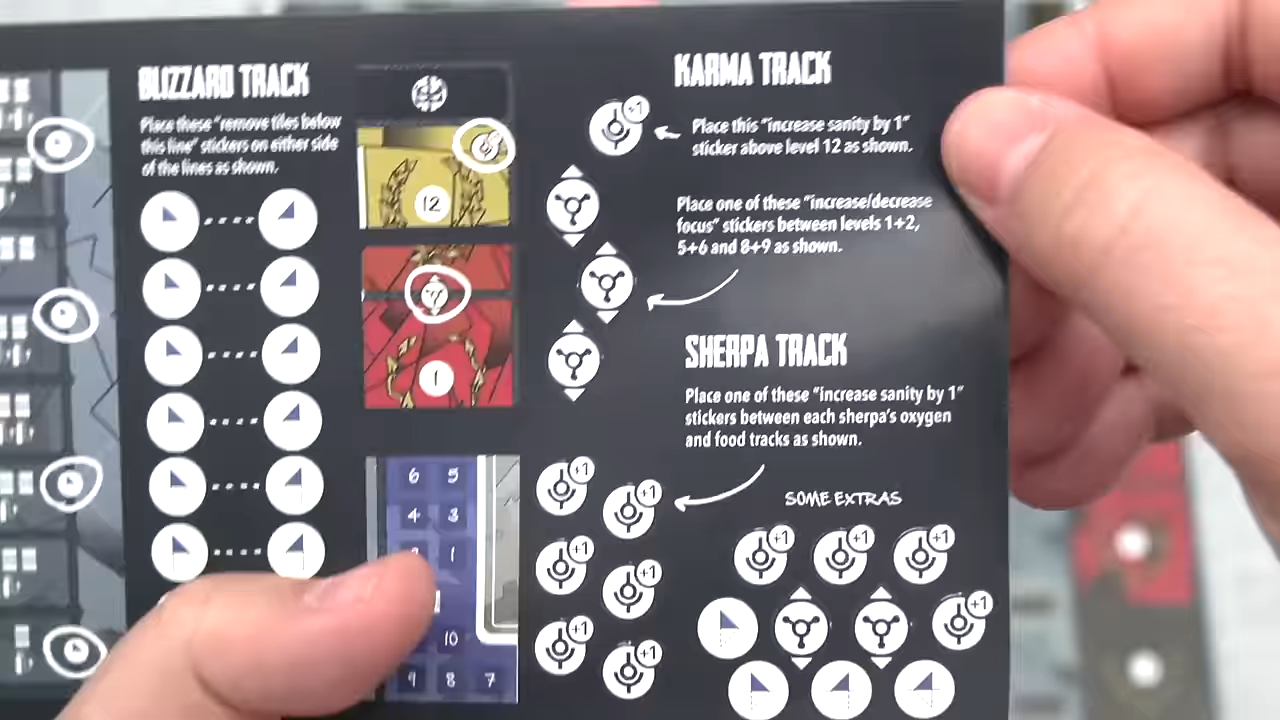 BLIZZARD TRACK
Place these "remove tiles below
this line" stickers on either side
of the lines as shown.
12
1
6 5
4 3
1
10
9 8 7
KARMA TRACK
+1
Place this "increase sanity by 1"
sticker above level 12 as shown.
Place one of these "increase/decrease
focus" stickers between levels 1+2,
5+6 and 8+9 as shown.
SHERPA TRACK
Place one of these "increase sanity by 1"
stickers between each sherpa's oxygen
and food tracks as shown.
+1
+1
+1
+1
+1
+1
SOME EXTRAS
+1 +1 +1
+1